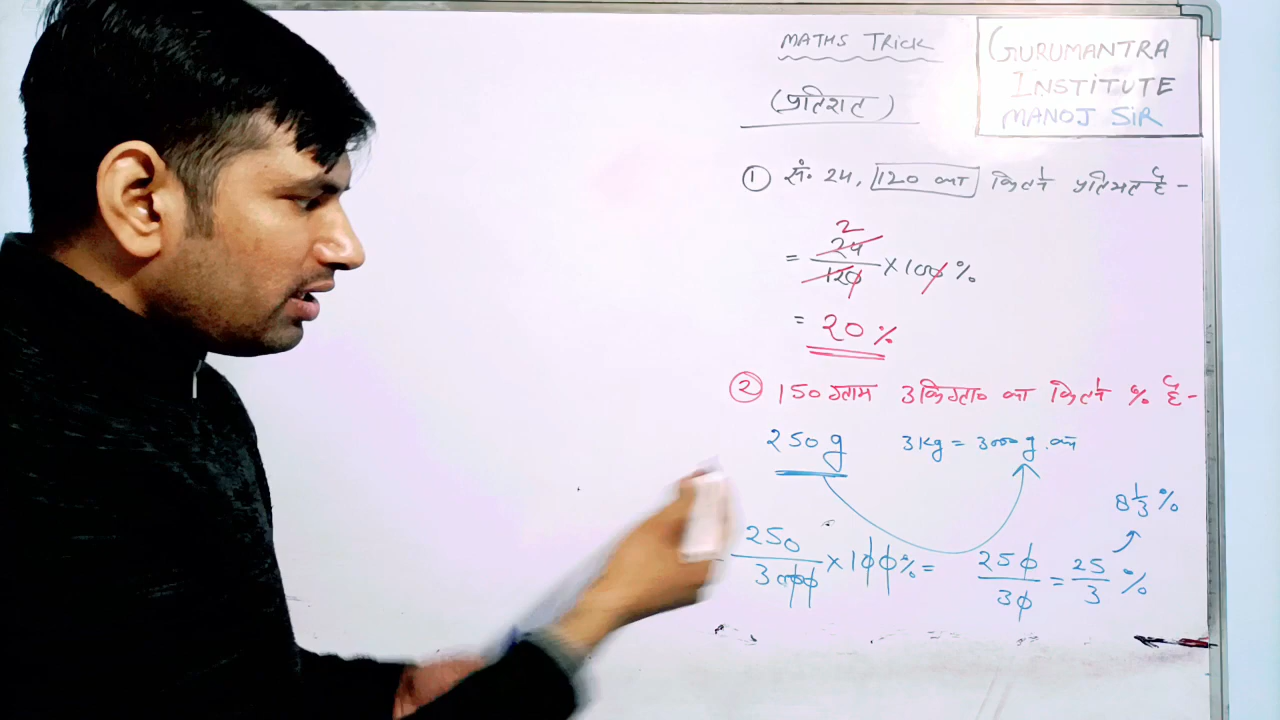 MATHS TRICK
(प्रतिशत)
GURUMANTRA
INSTITUTE
MANOJ SIR
① सं॰ 24, 120 का कितने प्रतिशत है -
2
= 24/120 × 100 %
= 20 %
② 150 ग्राम 3 किग्रा॰ का कितने % है -
250 g 3 Kg = 3000 g का
8 1/3 %
250/3000 × 100 % = 250/30 = 25/3 %